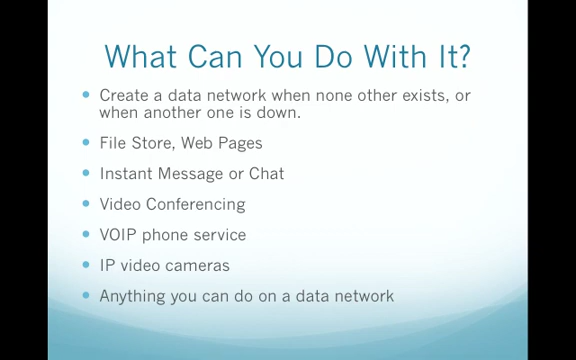 What Can You Do With It?
Create a data network when none other exists, or
when another one is down.
File Store, Web Pages
Instant Message or Chat
Video Conferencing
VOIP phone service
IP video cameras
Anything you can do on a data network